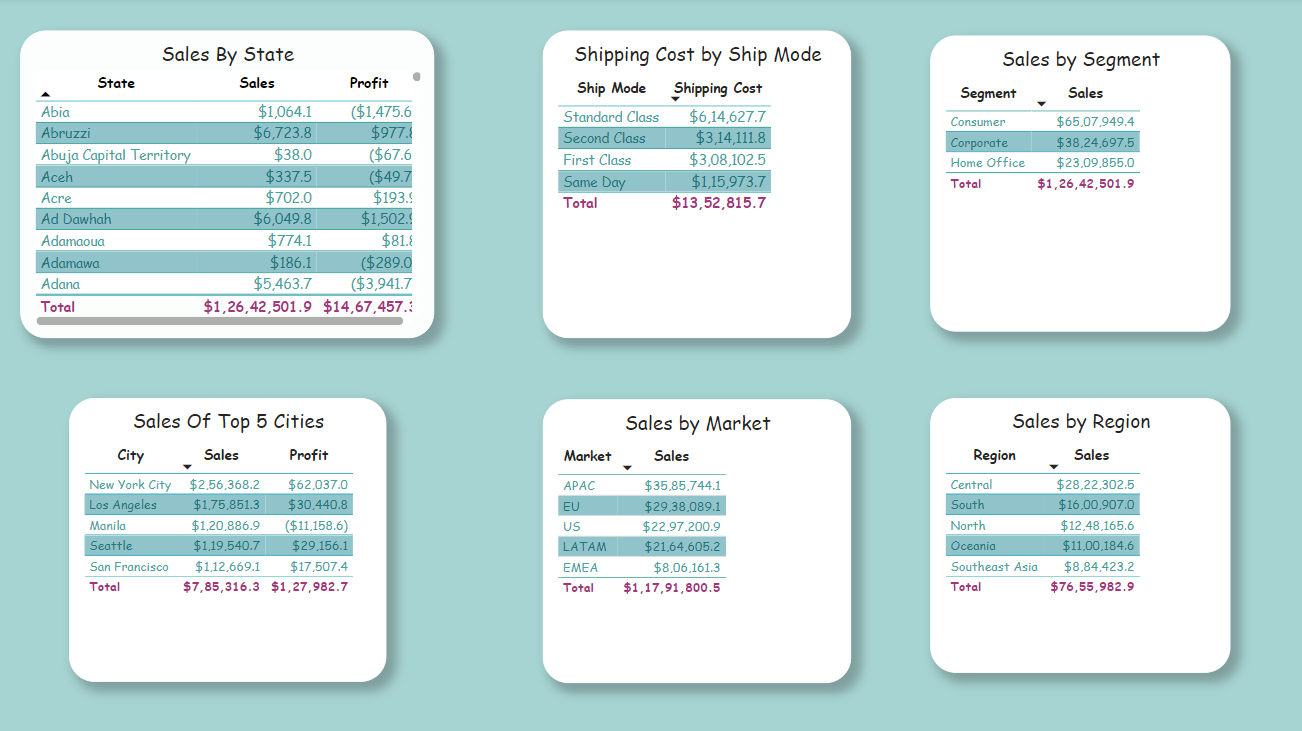 Sales By State
State Sales Profit
Abia $1,064.1 ($1,475.6
Abruzzi $6,723.8 $977.8
Abuja Capital Territory $38.0 ($67.6
Aceh $337.5 ($49.7
Acre $702.0 $193.9
Ad Dawhah $6,049.8 $1,502.9
Adamaoua $774.1 $81.8
Adamawa $186.1 ($289.0
Adana $5,463.7 ($3,941.7
Total $1,26,42,501.9 $14,67,457.3
Shipping Cost by Ship Mode
Ship Mode Shipping Cost
Standard Class $6,14,627.7
Second Class $3,14,111.8
First Class $3,08,102.5
Same Day $1,15,973.7
Total $13,52,815.7
Sales by Segment
Segment Sales
Consumer $65,07,949.4
Corporate $38,24,697.5
Home Office $23,09,855.0
Total $1,26,42,501.9
Sales Of Top 5 Cities
City Sales Profit
New York City $2,56,368.2 $62,037.0
Los Angeles $1,75,851.3 $30,440.8
Manila $1,20,886.9 ($11,158.6)
Seattle $1,19,540.7 $29,156.1
San Francisco $1,12,669.1 $17,507.4
Total $7,85,316.3 $1,27,982.7
Sales by Market
Market Sales
APAC $35,85,744.1
EU $29,38,089.1
US $22,97,200.9
LATAM $21,64,605.2
EMEA $8,06,161.3
Total $1,17,91,800.5
Sales by Region
Region Sales
Central $28,22,302.5
South $16,00,907.0
North $12,48,165.6
Oceania $11,00,184.6
Southeast Asia $8,84,423.2
Total $76,55,982.9